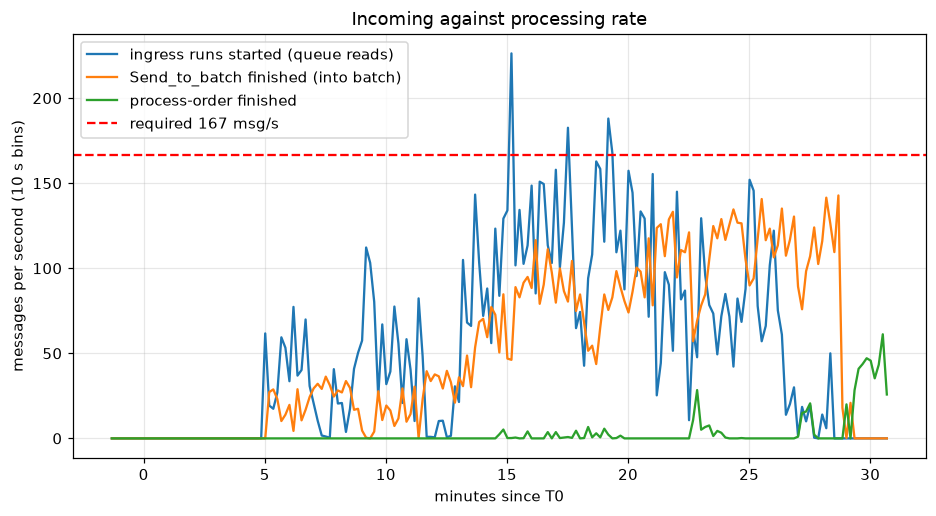 Incoming against processing rate
ingress runs started (queue reads)
Send_to_batch finished (into batch)
process-order finished
required 167 msg/s
messages per second (10 s bins)
200
150
100
50
0
0 5 10 15 20 25 30
minutes since T0